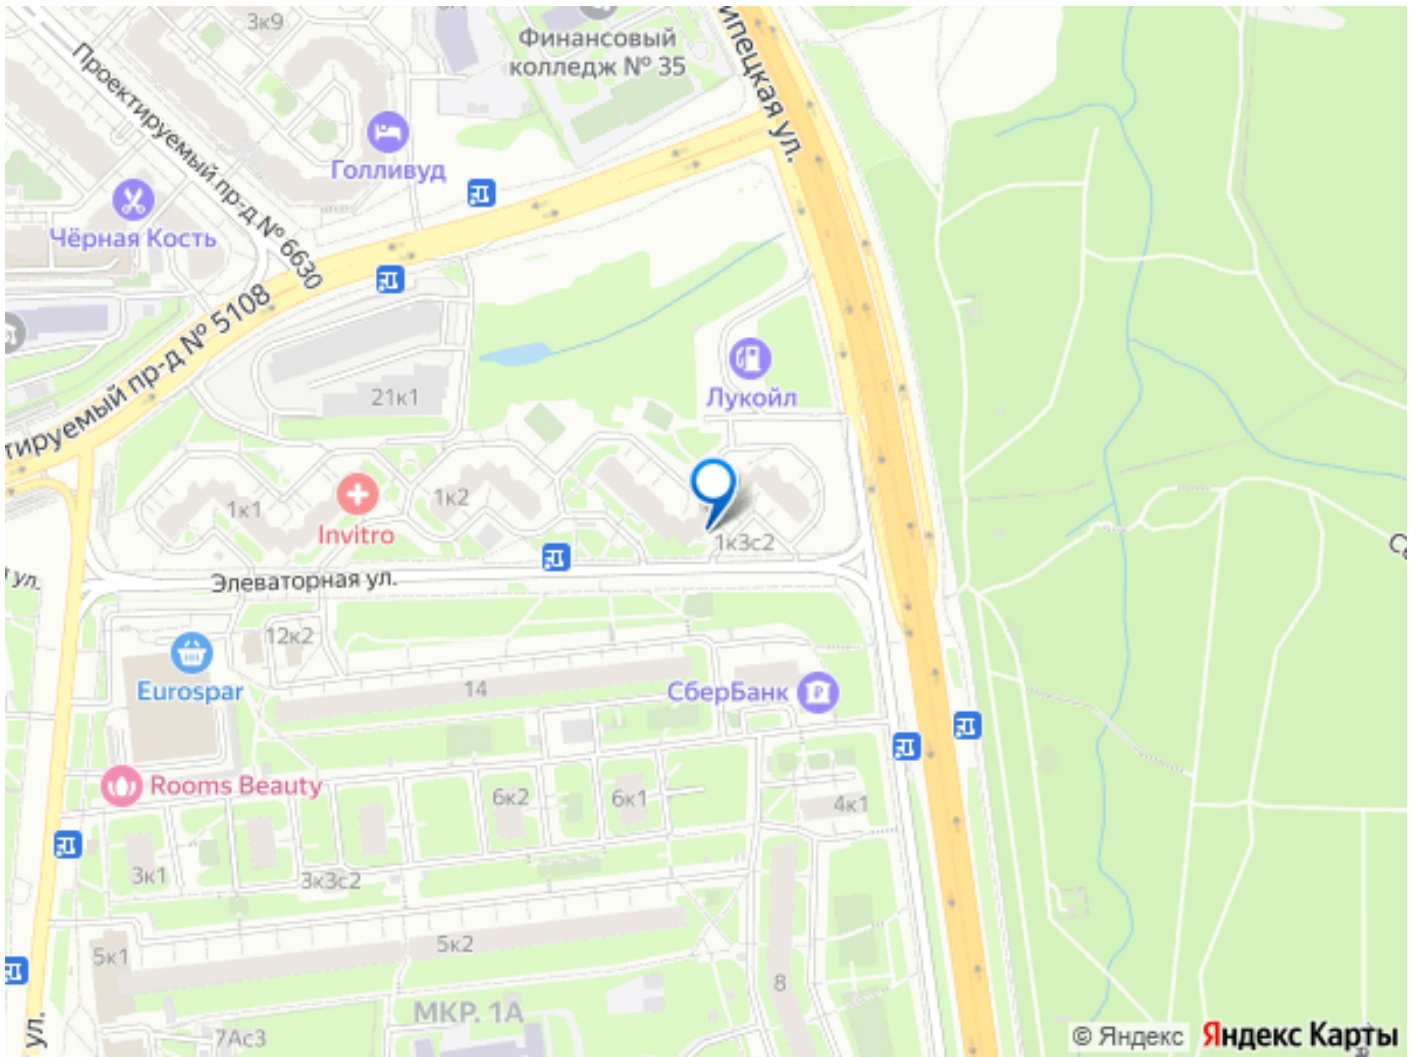 3к9
Финансовый
колледж № 35
ипецкая ул.
Проектируемый пр-д № 6630
Голливуд
Чёрная Кость
тируемый пр-д № 5108
21к1
Лукойл
1к1
1к2
Invitro
1к3с2
Элеваторная ул.
я ул.
12к2
Eurospar
14
СберБанк
Rooms Beauty
6к2
6к1
4к1
3к1
3к3с2
5к1
5к2
8
МКР. 1А
7Ас3
ул.
© Яндекс
Яндекс Карты